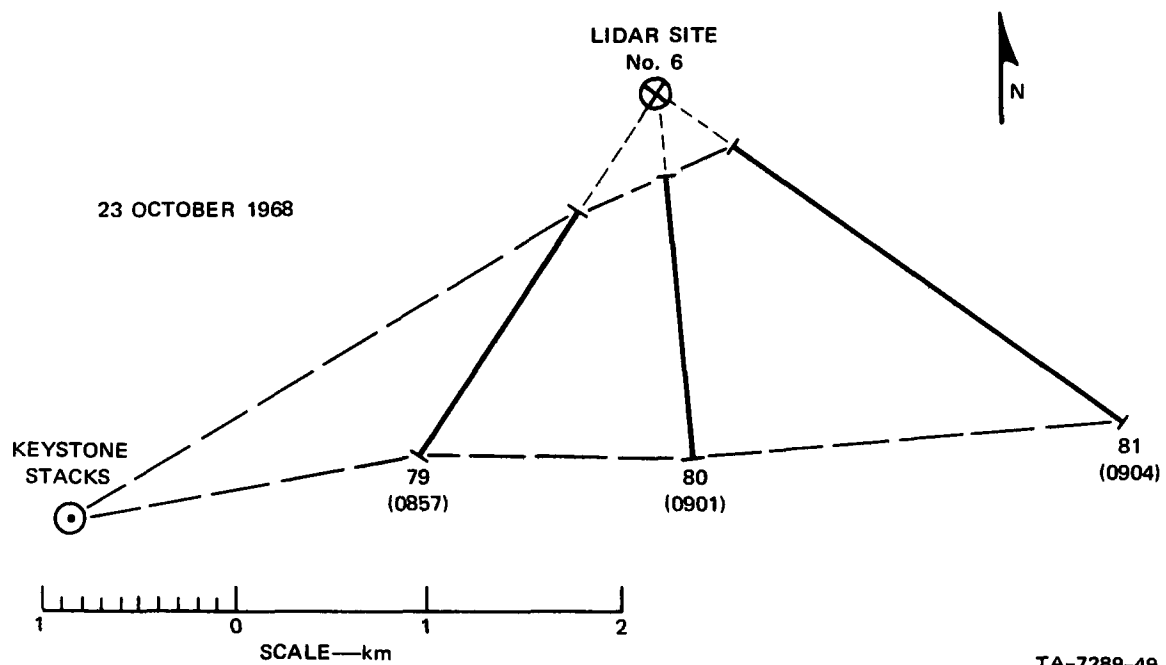 LIDAR SITE
No. 6
N
23 OCTOBER 1968
KEYSTONE
STACKS
79
(0857)
80
(0901)
81
(0904)
1 0 1 2
SCALE—km
TA-7289-49